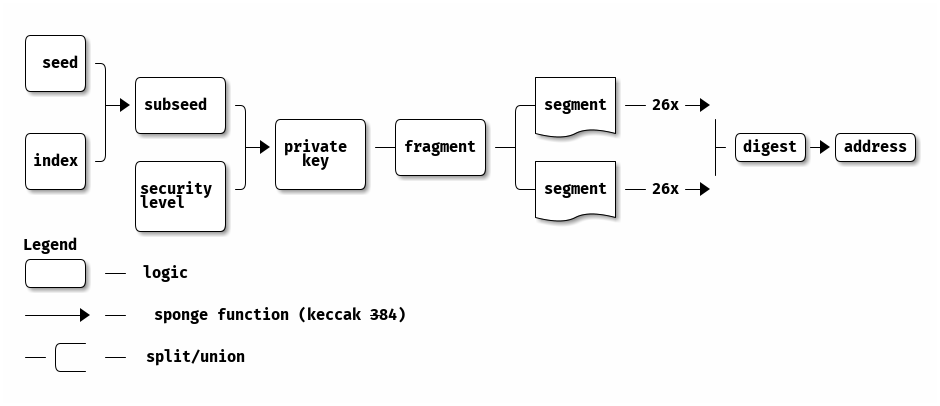 seed
index
subseed
security
level
private
key
fragment
segment
26x
segment
26x
digest
address
Legend
logic
sponge function (keccak 384)
split/union